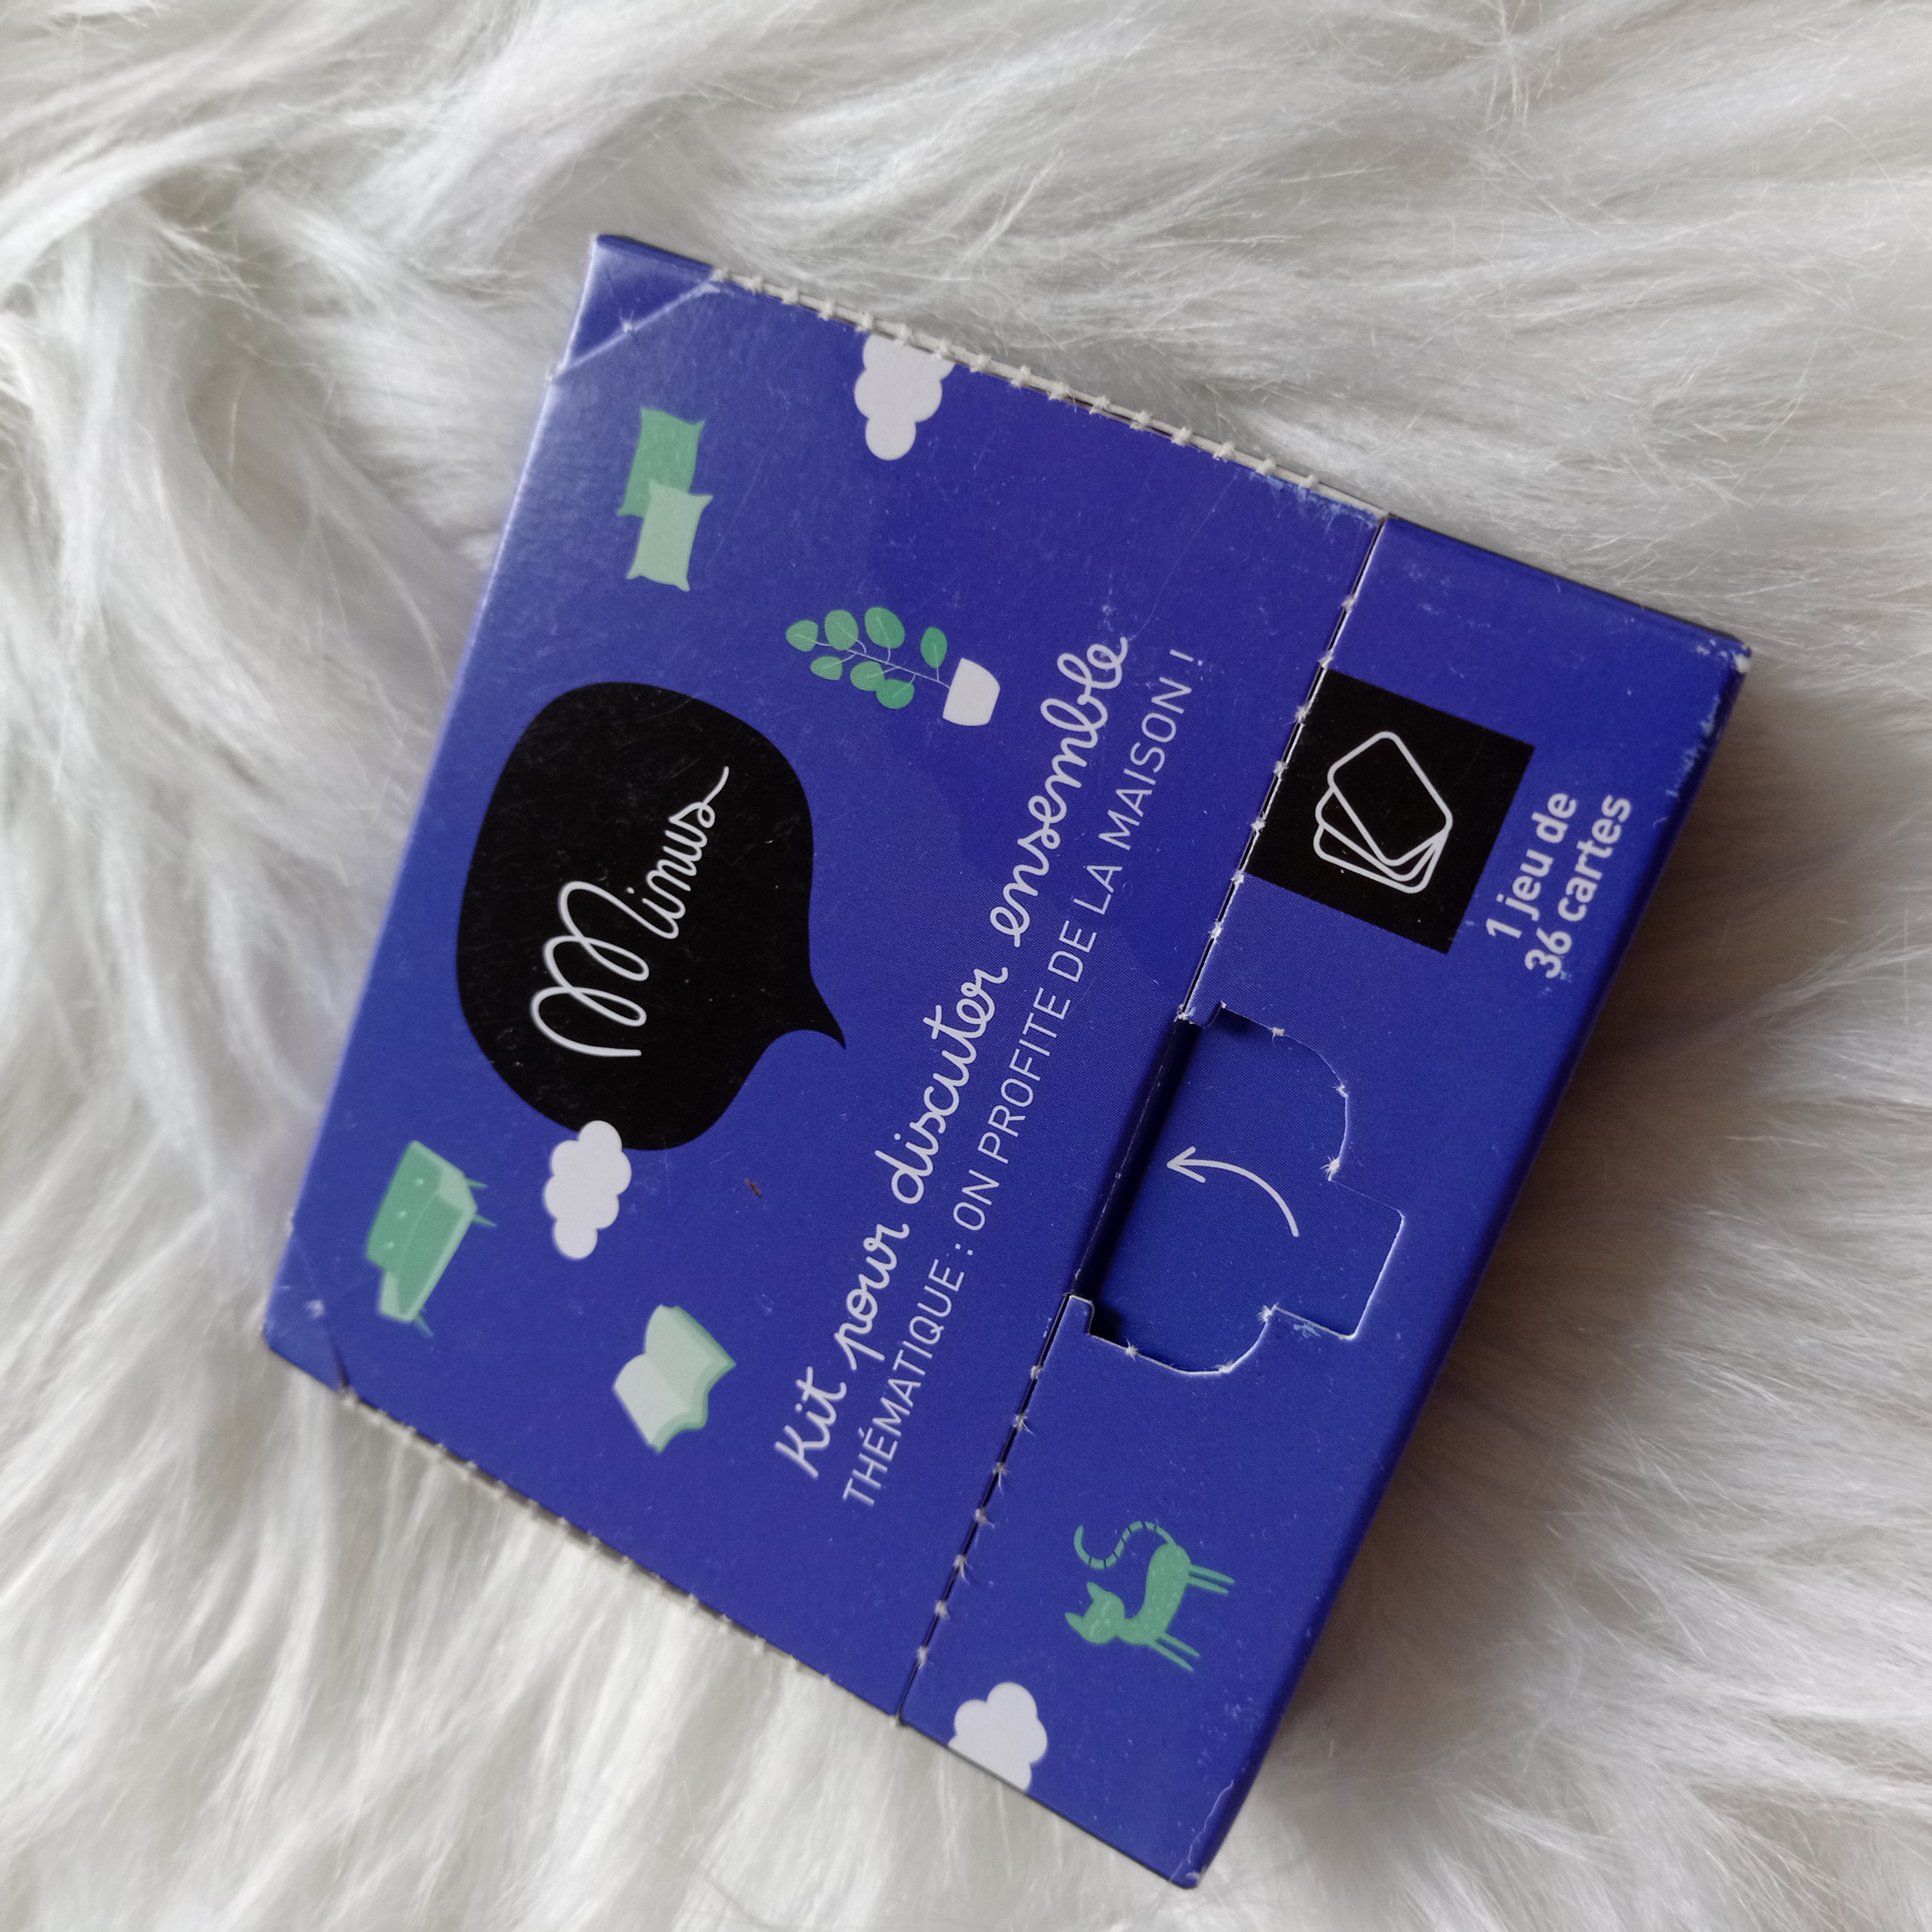 Minus
Kit pour discuter ensemble
THÉMATIQUE : ON PROFITE DE LA MAISON !
1 jeu de
36 cartes